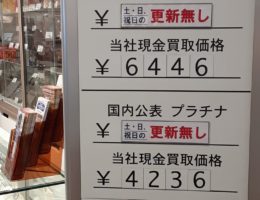 ¥ 土・日、祝日の 更新無し
当社現金買取価格
¥ 6446
国内公表 プラチナ
¥ 土・日、祝日の 更新無し
当社現金買取価格
¥ 4236